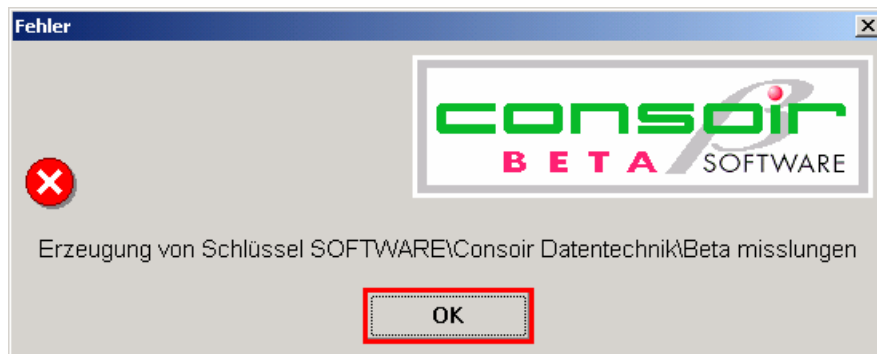 Fehler
consoir
BETA SOFTWARE
Erzeugung von Schlüssel SOFTWARE\Consoir Datentechnik\Beta misslungen
OK